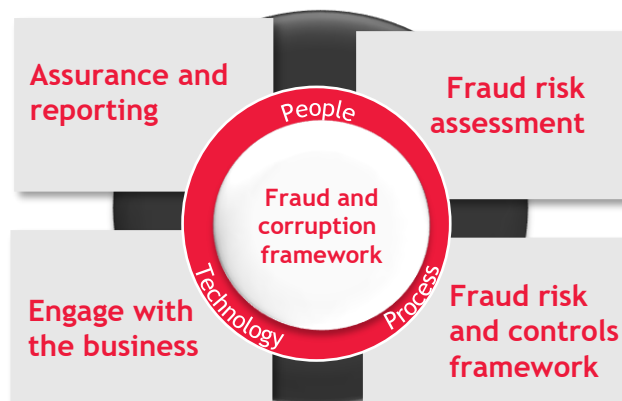 Assurance and
reporting
Fraud risk
assessment
People
Fraud and
corruption
framework
Technology
Process
Engage with
the business
Fraud risk
and controls
framework